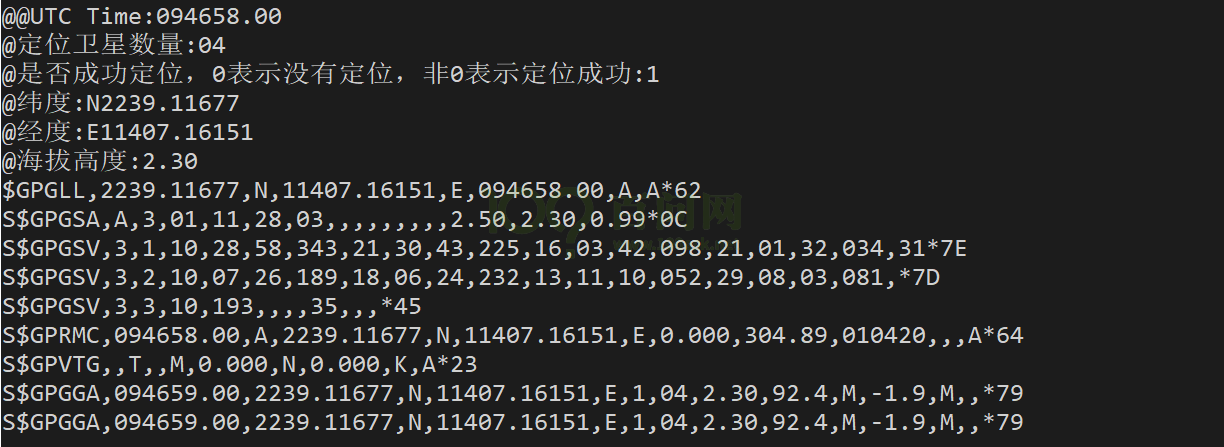 @@UTC Time:094658.00
@定位卫星数量:04
@是否成功定位，0表示没有定位，非0表示定位成功:1
@纬度:N2239.11677
@经度:E11407.16151
@海拔高度:2.30
$GPGLL,2239.11677,N,11407.16151,E,094658.00,A,A*62
S$GPGSA,A,3,01,11,28,03,,,,,,,,,2.50,2.30,0.99*0C
S$GPGSV,3,1,10,28,58,343,21,30,43,225,16,03,42,098,21,01,32,034,31*7E
S$GPGSV,3,2,10,07,26,189,18,06,24,232,13,11,10,052,29,08,03,081,*7D
S$GPGSV,3,3,10,193,,,,35,,,*45
S$GPRMC,094658.00,A,2239.11677,N,11407.16151,E,0.000,304.89,010420,,,A*64
S$GPVTG,,T,,M,0.000,N,0.000,K,A*23
S$GPGGA,094659.00,2239.11677,N,11407.16151,E,1,04,2.30,92.4,M,-1.9,M,,*79
S$GPGGA,094659.00,2239.11677,N,11407.16151,E,1,04,2.30,92.4,M,-1.9,M,,*79